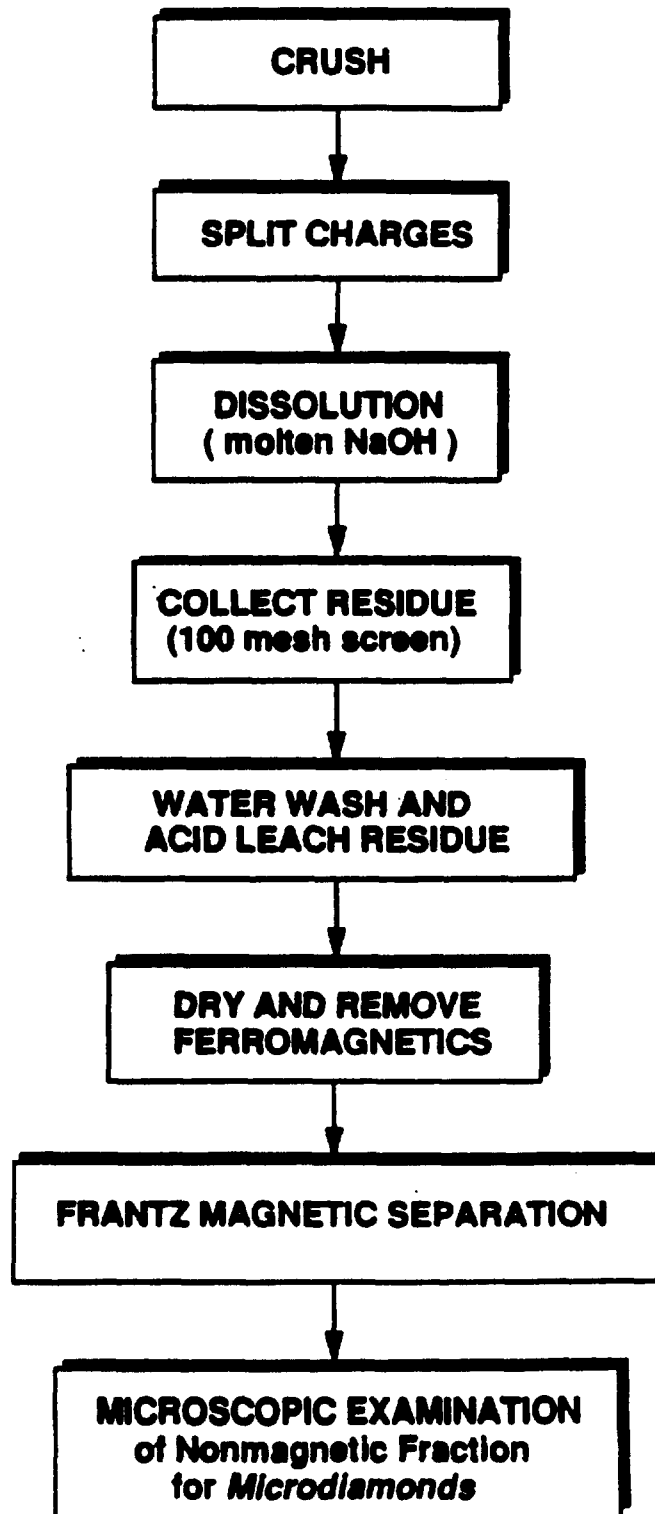 CRUSH
SPLIT CHARGES
DISSOLUTION
( molten NaOH )
COLLECT RESIDUE
(100 mesh screen)
WATER WASH AND
ACID LEACH RESIDUE
DRY AND REMOVE
FERROMAGNETICS
FRANTZ MAGNETIC SEPARATION
MICROSCOPIC EXAMINATION
of Nonmagnetic Fraction
for Microdiamonds